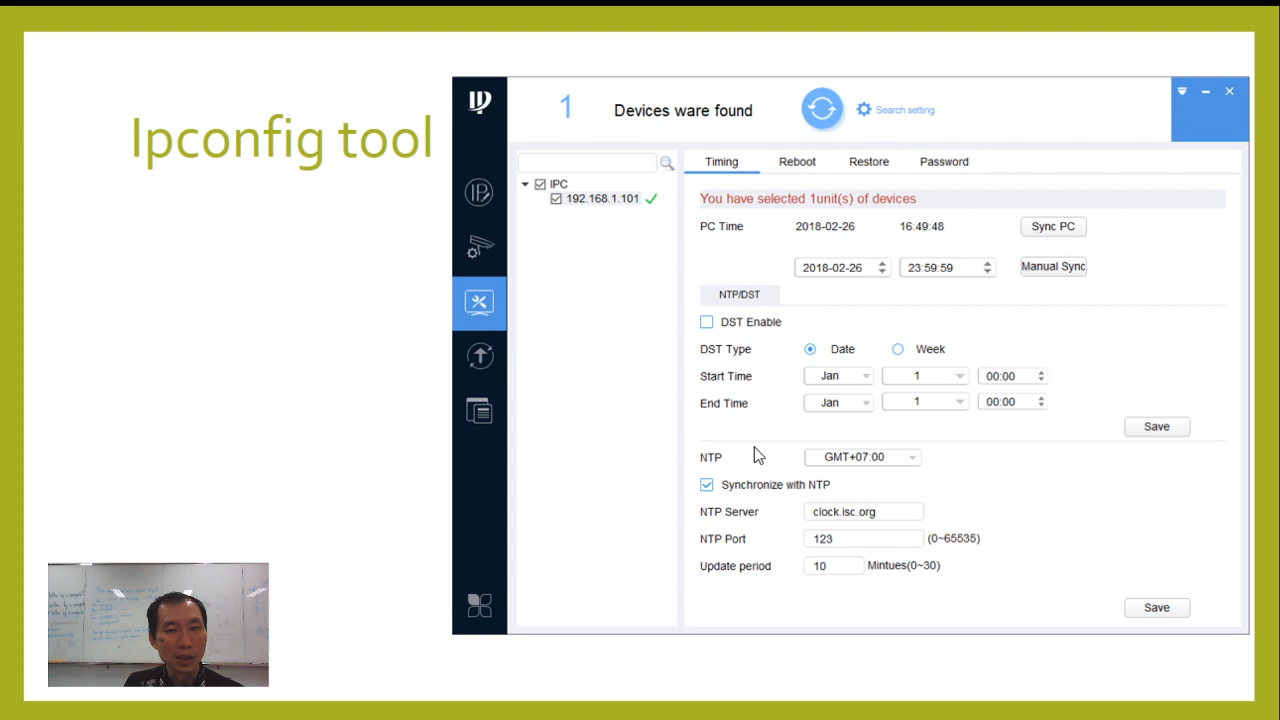 Ipconfig tool
IP
1 Devices ware found Search setting
IPC
192.168.1.101
Timing Reboot Restore Password
You have selected 1unit(s) of devices
PC Time 2018-02-26 16:49:48 Sync PC
2018-02-26 23:59:59 Manual Sync
NTP/DST
DST Enable
DST Type Date Week
Start Time Jan 1 00:00
End Time Jan 1 00:00
Save
NTP GMT+07:00
Synchronize with NTP
NTP Server clock.isc.org
NTP Port 123 (0~65535)
Update period 10 Mintues(0~30)
Save